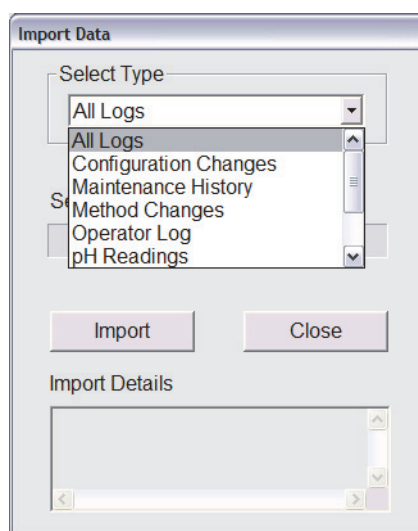 Import Data
Select Type
All Logs
All Logs
Configuration Changes
Maintenance History
Method Changes
Operator Log
pH Readings
Import
Close
Import Details